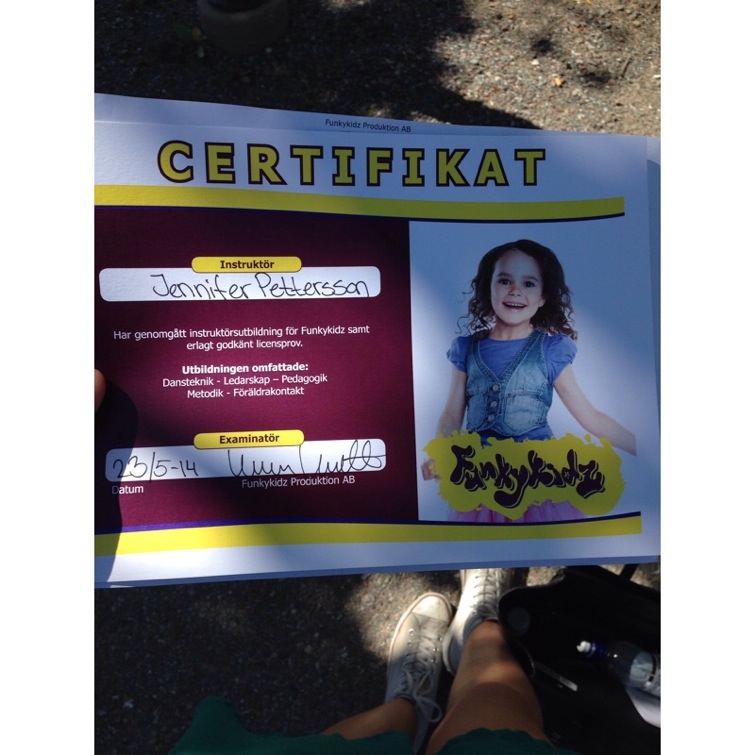 Funkykidz Produktion AB
CERTIFIKAT
Instruktör
Jennifer Pettersson
Har genomgått instruktörsutbildning för Funkykidz samt
erlagt godkänt licensprov.
Utbildningen omfattade:
Dansteknik - Ledarskap – Pedagogik
Metodik - Föräldrakontakt
Examinatör
23/5-14
Datum
Funkykidz Produktion AB
Funkykidz